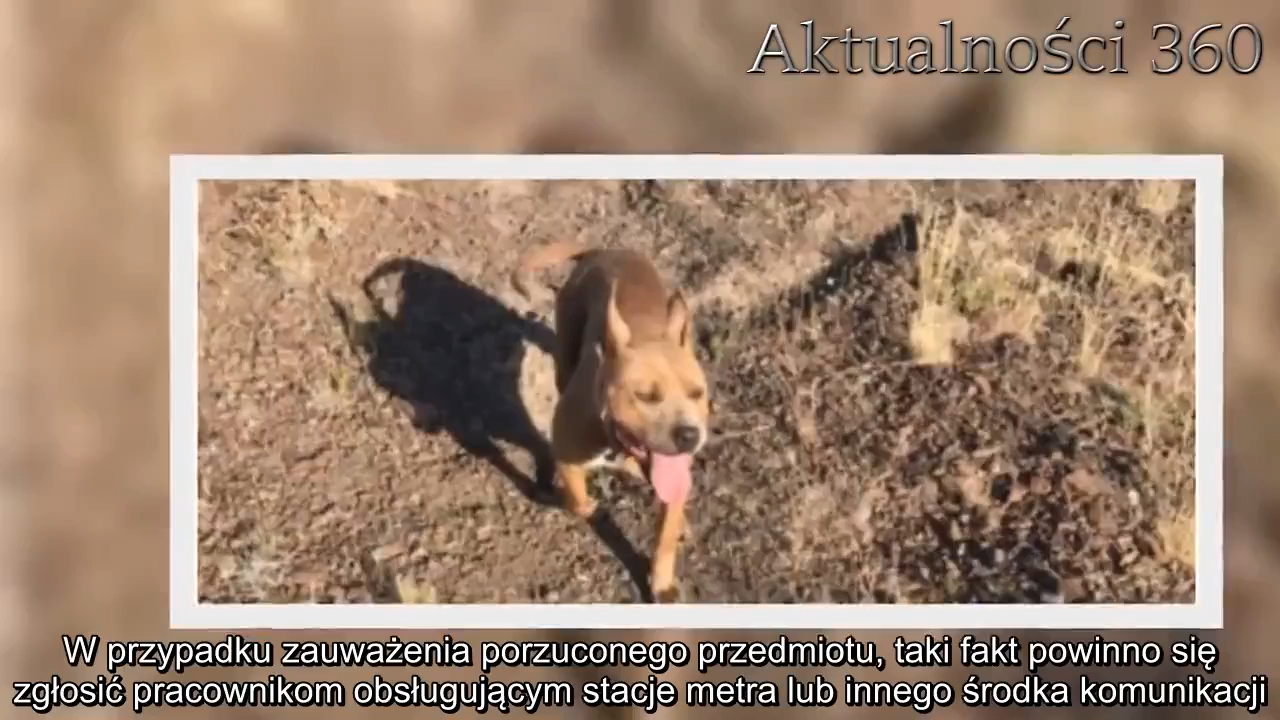 Aktualności 360
W przypadku zauważenia porzuconego przedmiotu, taki fakt powinno się
zgłosić pracownikom obsługującym stacje metra lub innego środka komunikacji